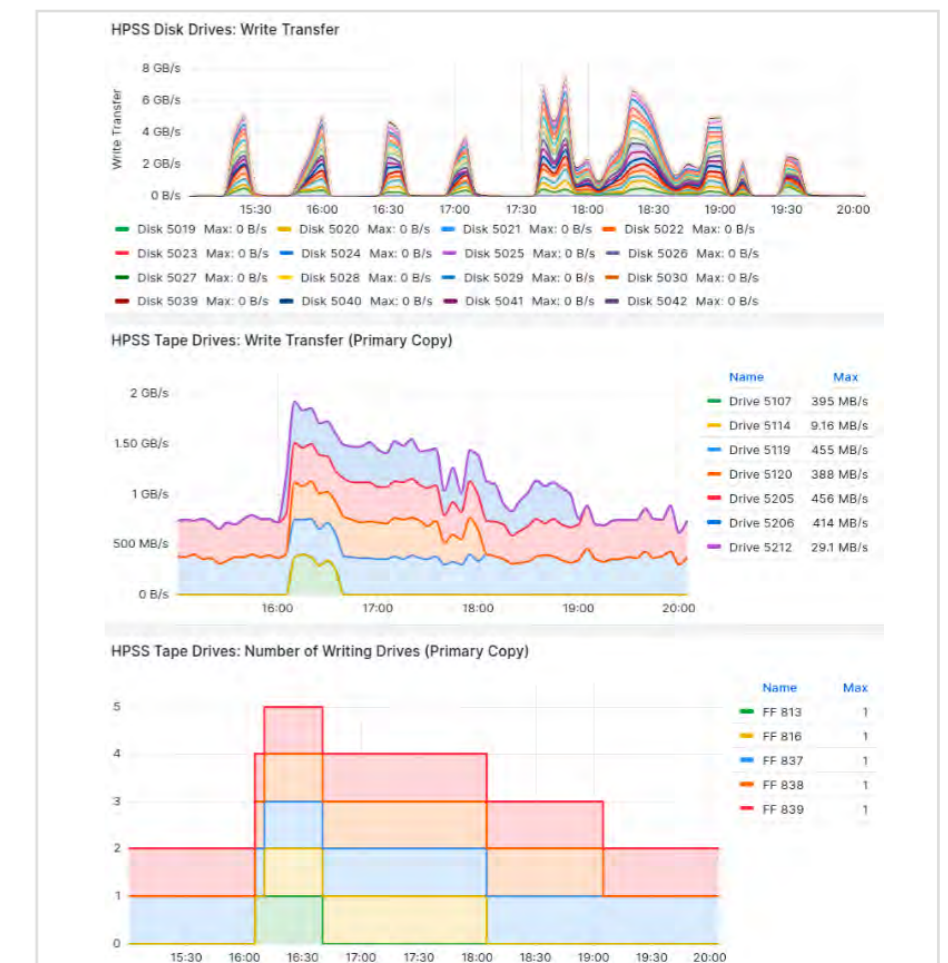 HPSS Disk Drives: Write Transfer
8 GB/s
6 GB/s
4 GB/s
2 GB/s
0 B/s
Write Transfer
15:30 16:00 16:30 17:00 17:30 18:00 18:30 19:00 19:30 20:00
Disk 5019 Max: 0 B/s Disk 5020 Max: 0 B/s Disk 5021 Max: 0 B/s Disk 5022 Max: 0 B/s
Disk 5023 Max: 0 B/s Disk 5024 Max: 0 B/s Disk 5025 Max: 0 B/s Disk 5026 Max: 0 B/s
Disk 5027 Max: 0 B/s Disk 5028 Max: 0 B/s Disk 5029 Max: 0 B/s Disk 5030 Max: 0 B/s
Disk 5039 Max: 0 B/s Disk 5040 Max: 0 B/s Disk 5041 Max: 0 B/s Disk 5042 Max: 0 B/s
HPSS Tape Drives: Write Transfer (Primary Copy)
2 GB/s
1.50 GB/s
1 GB/s
500 MB/s
0 B/s
16:00 17:00 18:00 19:00 20:00
Name Max
Drive 5107 395 MB/s
Drive 5114 9.16 MB/s
Drive 5119 455 MB/s
Drive 5120 388 MB/s
Drive 5205 456 MB/s
Drive 5206 414 MB/s
Drive 5212 29.1 MB/s
HPSS Tape Drives: Number of Writing Drives (Primary Copy)
5
4
3
2
1
0
15:30 16:00 16:30 17:00 17:30 18:00 18:30 19:00 19:30 20:00
Name Max
FF 813 1
FF 816 1
FF 837 1
FF 838 1
FF 839 1